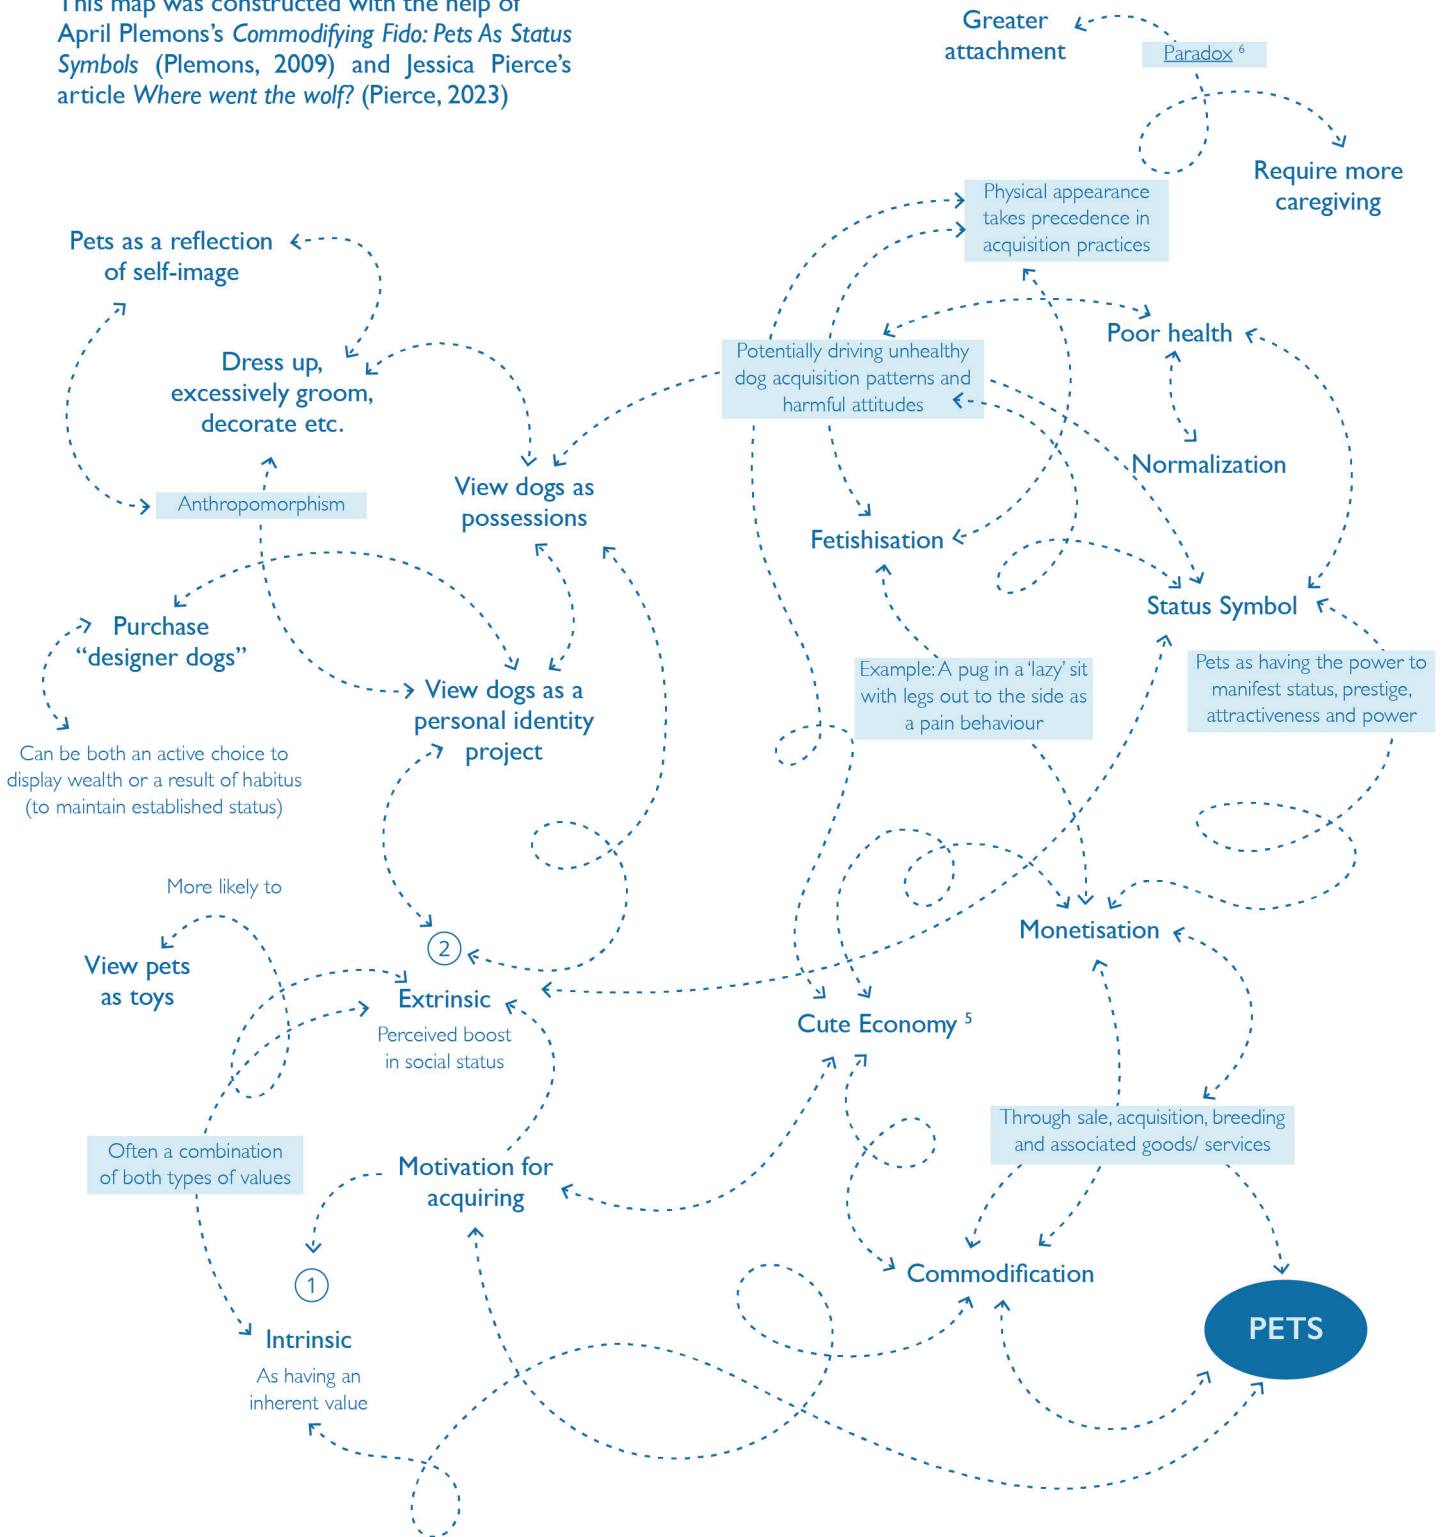 This map was constructed with the help of
April Plemons's Commodifying Fido: Pets As Status
Symbols (Plemons, 2009) and Jessica Pierce's
article Where went the wolf? (Pierce, 2023)
Greater
attachment
Paradox 6
Require more
caregiving
Physical appearance
takes precedence in
acquisition practices
Pets as a reflection
of self-image
Poor health
Potentially driving unhealthy
dog acquisition patterns and
harmful attitudes
Dress up,
excessively groom,
decorate etc.
Normalization
View dogs as
possessions
Anthropomorphism
Fetishisation
Status Symbol
Purchase
“designer dogs”
Pets as having the power to
manifest status, prestige,
attractiveness and power
Example: A pug in a ‘lazy’ sit
with legs out to the side as
a pain behaviour
View dogs as a
personal identity
project
Can be both an active choice to
display wealth or a result of habitus
(to maintain established status)
More likely to
View pets
as toys
2
Extrinsic
Perceived boost
in social status
Monetisation
Cute Economy 5
Through sale, acquisition, breeding
and associated goods/ services
Often a combination
of both types of values
Motivation for
acquiring
1
Intrinsic
As having an
inherent value
Commodification
PETS